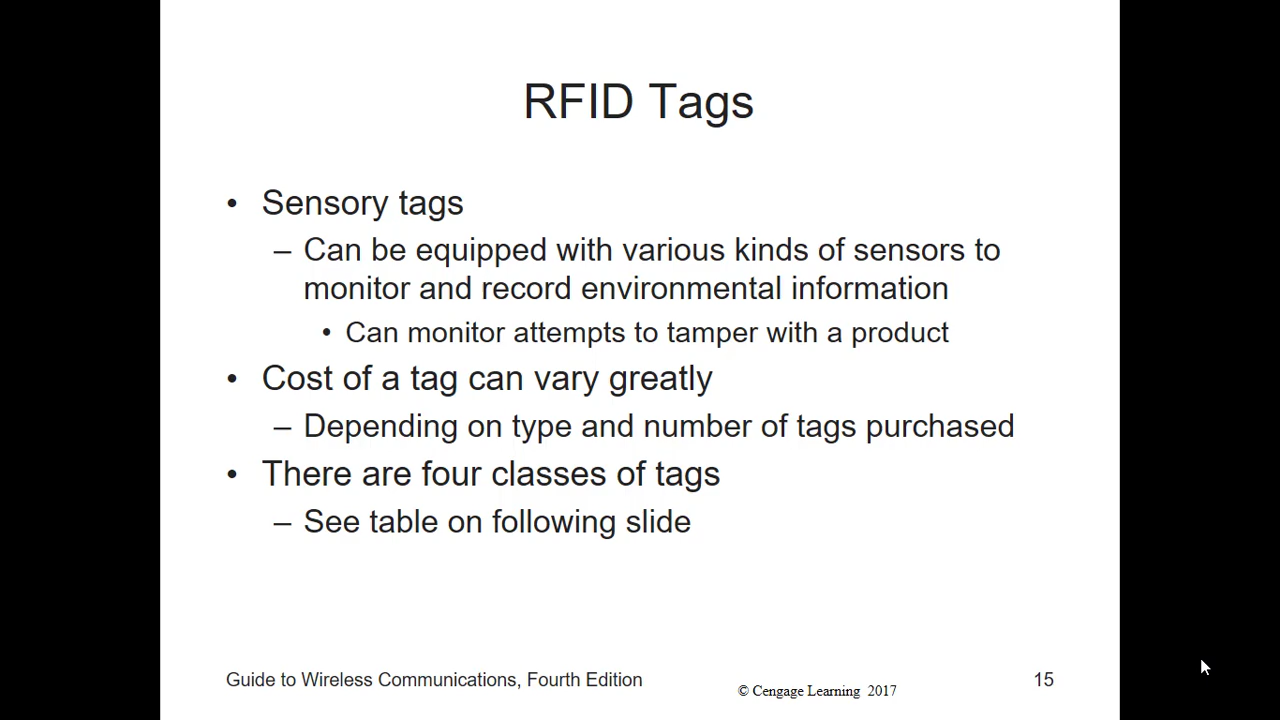 RFID Tags
• Sensory tags
– Can be equipped with various kinds of sensors to
monitor and record environmental information
• Can monitor attempts to tamper with a product
• Cost of a tag can vary greatly
– Depending on type and number of tags purchased
• There are four classes of tags
– See table on following slide
Guide to Wireless Communications, Fourth Edition
© Cengage Learning 2017
15